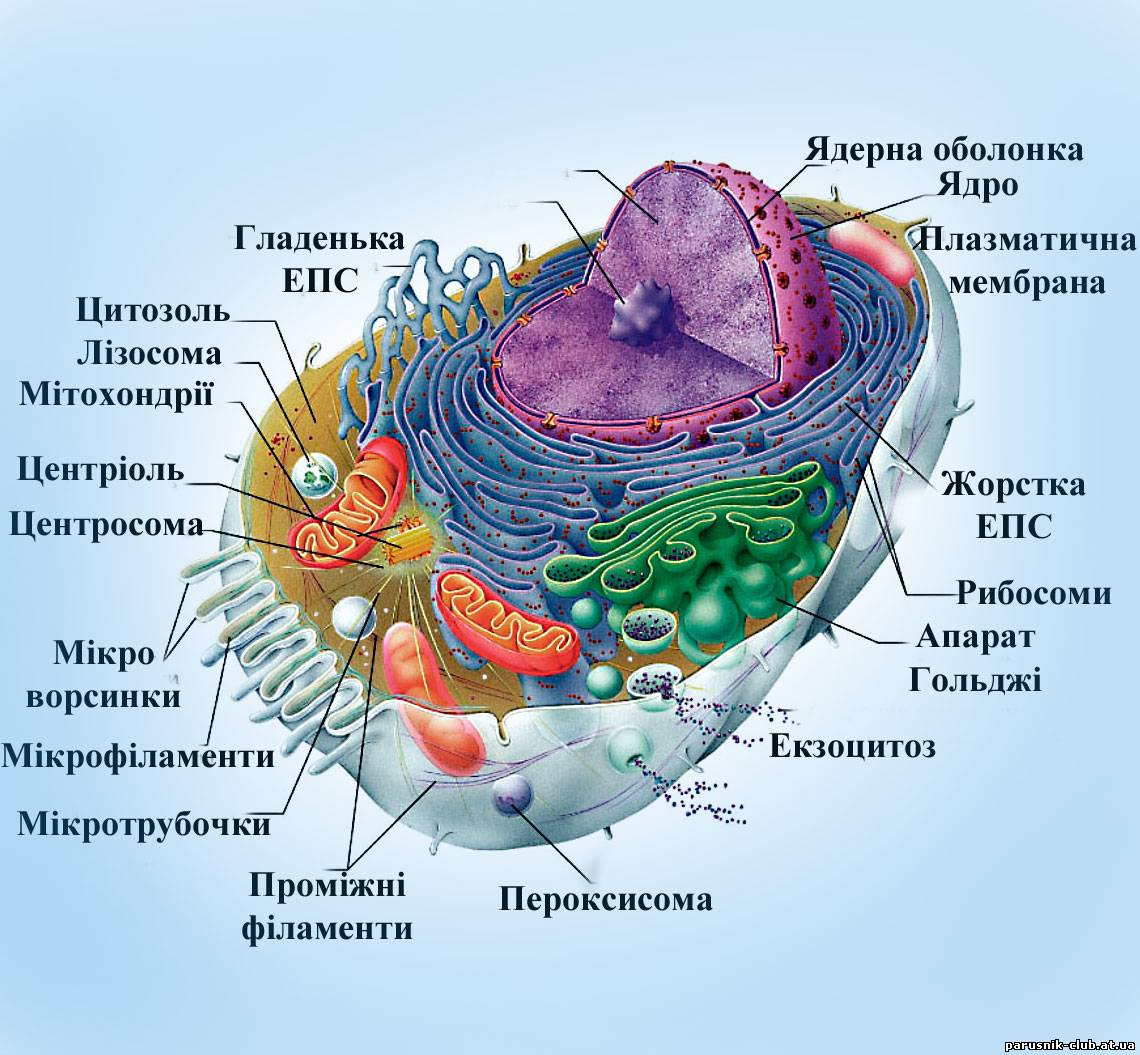 Ядерна оболонка
Ядро
Плазматична
мембрана
Гладенька
ЕПС
Цитозоль
Лізосома
Мітохондрії
Центріоль
Центросома
Мікро
ворсинки
Мікрофіламенти
Мікротрубочки
Проміжні
філаменти
Пероксисома
Екзоцитоз
Апарат
Гольджі
Рибосоми
Жорстка
ЕПС
parusnik-club.at.ua